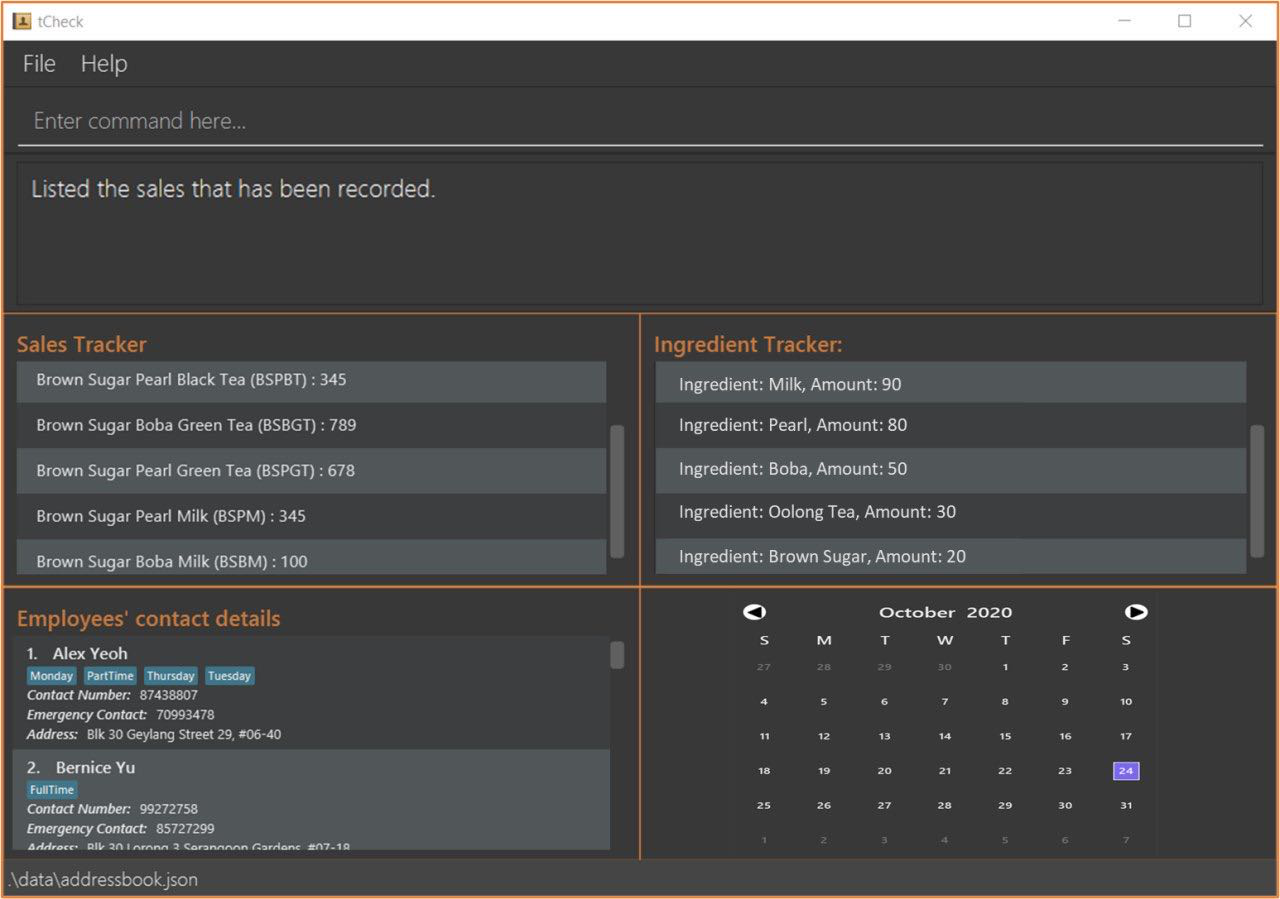 tCheck
File Help
Enter command here...
Listed the sales that has been recorded.
Sales Tracker
Brown Sugar Pearl Black Tea (BSPBT) : 345
Brown Sugar Boba Green Tea (BSBGT) : 789
Brown Sugar Pearl Green Tea (BSPGT) : 678
Brown Sugar Pearl Milk (BSPM) : 345
Brown Sugar Boba Milk (BSBM) : 100
Ingredient Tracker:
Ingredient: Milk, Amount: 90
Ingredient: Pearl, Amount: 80
Ingredient: Boba, Amount: 50
Ingredient: Oolong Tea, Amount: 30
Ingredient: Brown Sugar, Amount: 20
Employees' contact details
1. Alex Yeoh
Monday PartTime Thursday Tuesday
Contact Number: 87438807
Emergency Contact: 70993478
Address: Blk 30 Geylang Street 29, #06-40
2. Bernice Yu
FullTime
Contact Number: 99272758
Emergency Contact: 85727299
Address: Blk 30 Lorong 3 Serangoon Gardens, #07-18
October 2020
S M T W T F S
27 28 29 30 1 2 3
4 5 6 7 8 9 10
11 12 13 14 15 16 17
18 19 20 21 22 23 24
25 26 27 28 29 30 31
1 2 3 4 5 6 7
.\data\addressbook.json